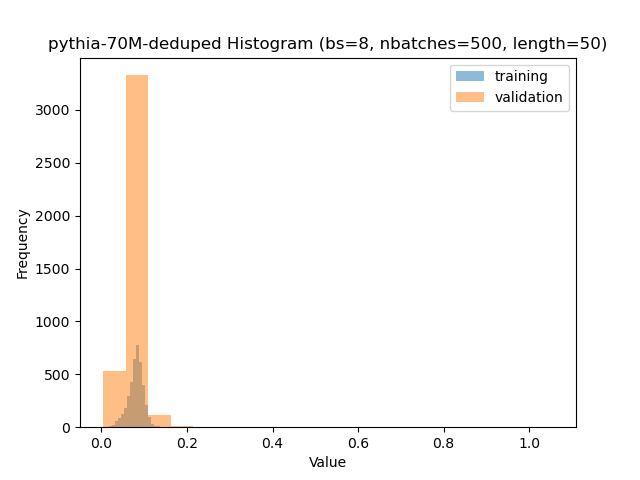 pythia-70M-deduped Histogram (bs=8, nbatches=500, length=50)
training
validation
3000
2500
2000
1500
1000
500
0
Frequency
0.0 0.2 0.4 0.6 0.8 1.0
Value